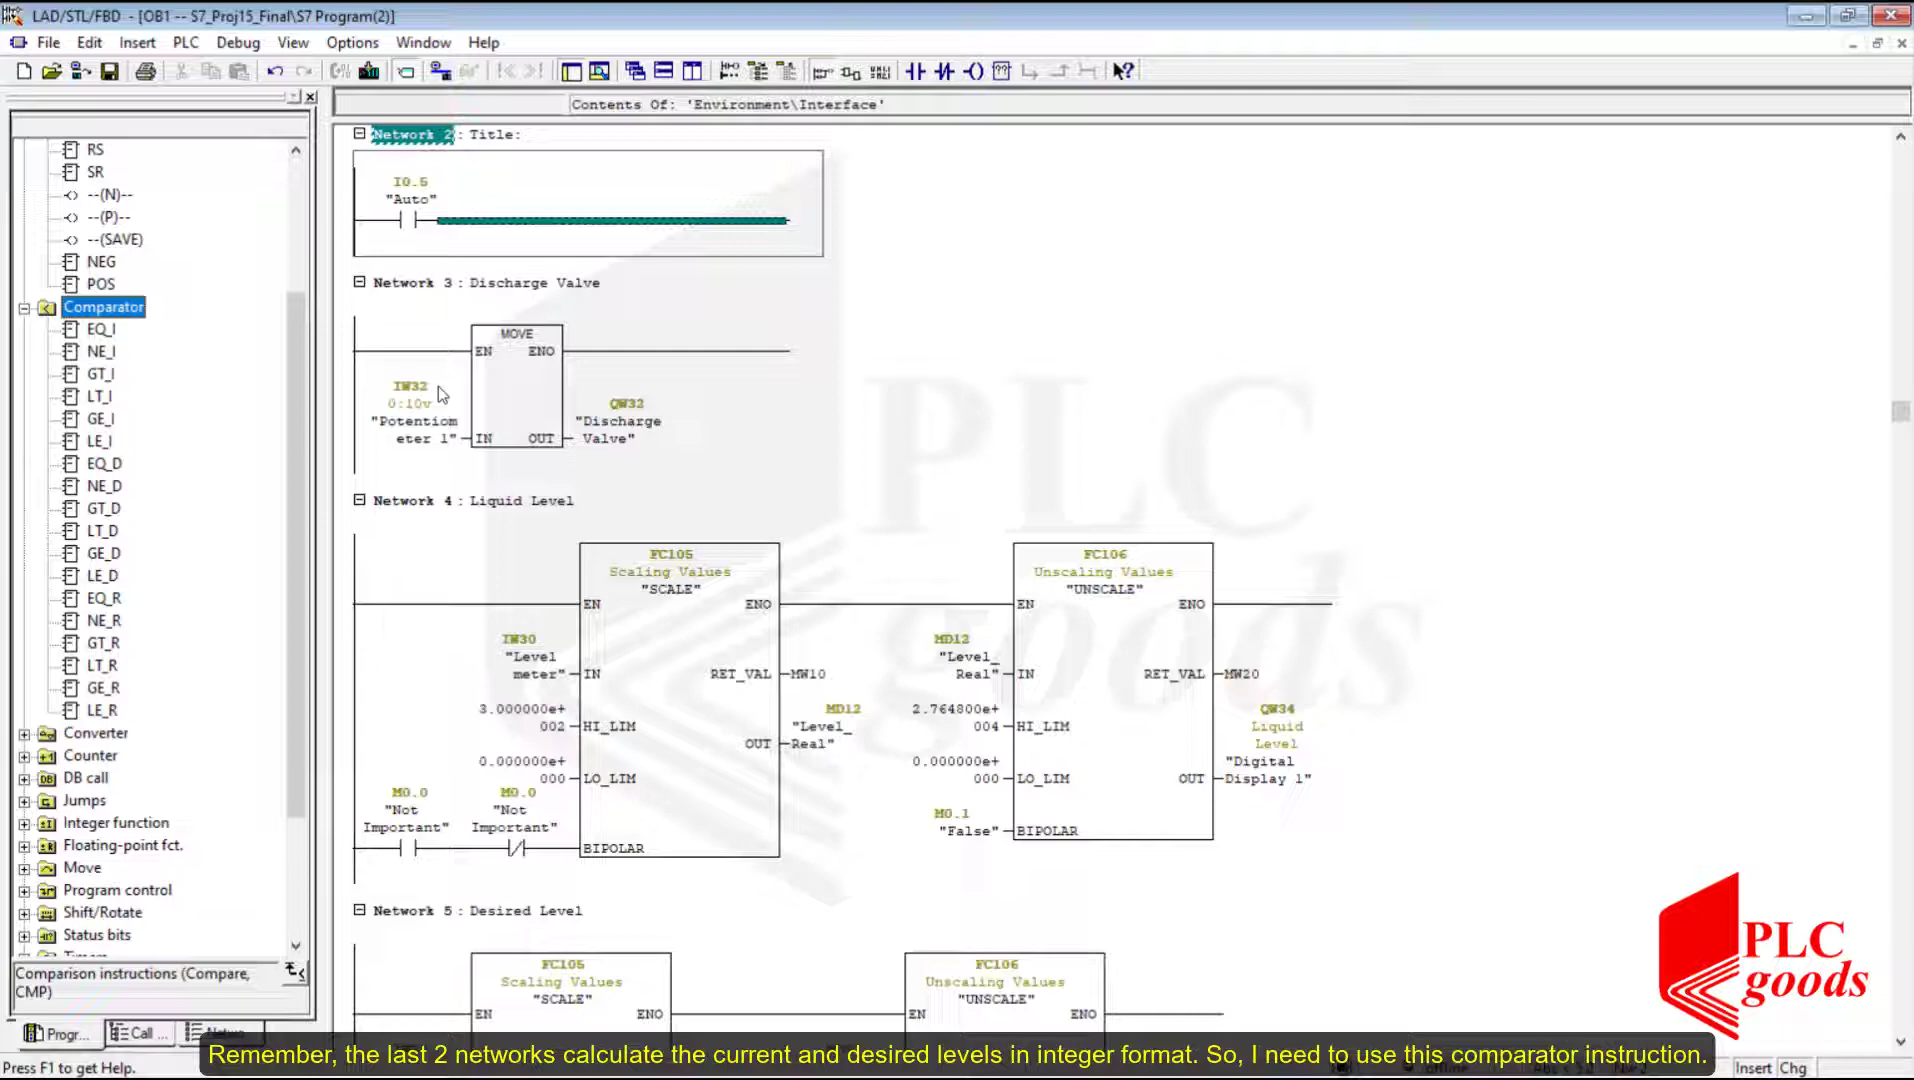 LAD/STL/FBD - [OB1 -- S7_Proj15_Final\S7 Program(2)]
File Edit Insert PLC Debug View Options Window Help
Contents Of: 'Environment\Interface'
RS
SR
--(N)--
--(P)--
--(SAVE)
NEG
POS
Comparator
EQ_I
NE_I
GT_I
LT_I
GE_I
LE_I
EQ_D
NE_D
GT_D
LT_D
GE_D
LE_D
EQ_R
NE_R
GT_R
LT_R
GE_R
LE_R
Converter
Counter
DB call
Jumps
Integer function
Floating-point fct.
Move
Program control
Shift/Rotate
Status bits
Comparison instructions (Compare,
CMP)
Progr... Call ...
Press F1 to get Help.
Network 2 : Title:
I0.5
"Auto"
Network 3 : Discharge Valve
MOVE
EN ENO
IW32
0:10v
"Potentiom
eter 1"
IN OUT
QW32
"Discharge
Valve"
Network 4 : Liquid Level
FC105
Scaling Values
"SCALE"
EN ENO
IW30
"Level
meter"
IN RET_VAL MW10
3.000000e+
002 HI_LIM
MD12
"Level_
Real"
OUT
0.000000e+
000 LO_LIM
M0.0
"Not
Important"
M0.0
"Not
Important"
BIPOLAR
FC106
Unscaling Values
"UNSCALE"
EN ENO
MD12
"Level_
Real"
IN RET_VAL MW20
2.764800e+
004 HI_LIM
QW34
Liquid
Level
"Digital
Display 1"
OUT
0.000000e+
000 LO_LIM
M0.1
"False"
BIPOLAR
Network 5 : Desired Level
FC105
Scaling Values
"SCALE"
EN ENO
FC106
Unscaling Values
"UNSCALE"
EN ENO
PLC
goods
PLC
goods
Remember, the last 2 networks calculate the current and desired levels in integer format. So, I need to use this comparator instruction.
Insert Chg